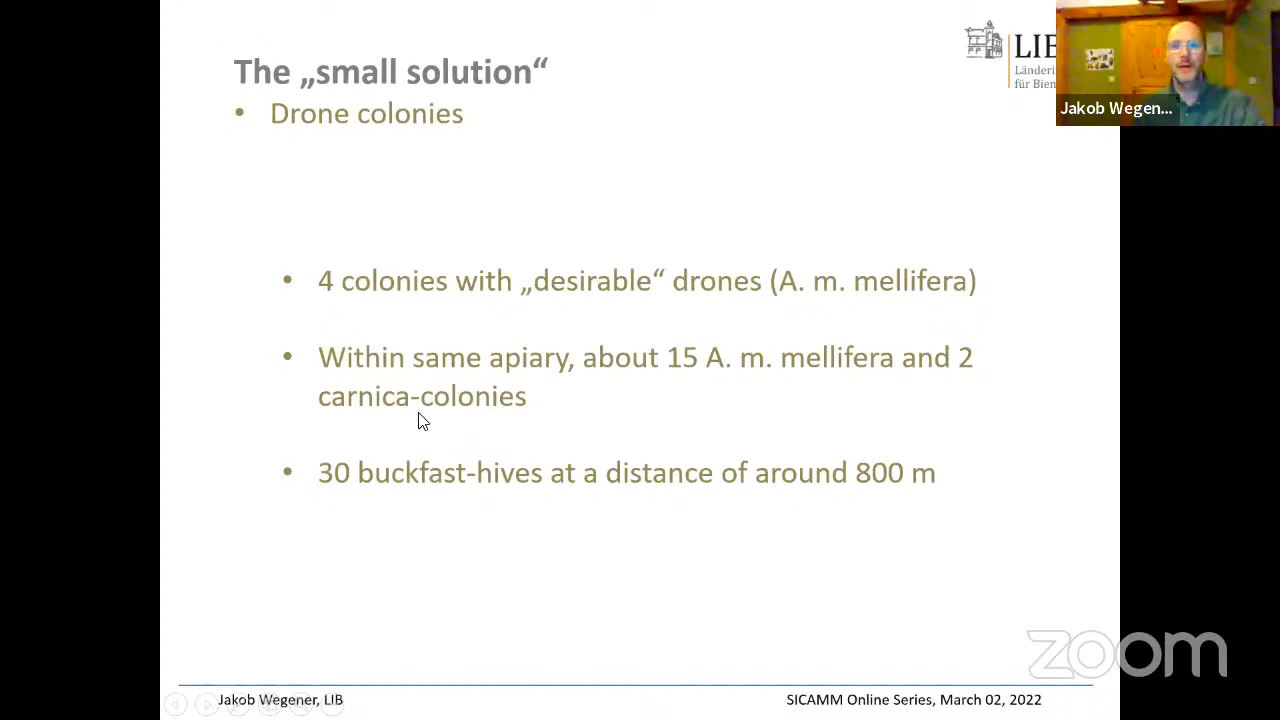 The „small solution“
• Drone colonies
LIB
Länderi
für Bien
Jakob Wegen...
• 4 colonies with „desirable“ drones (A. m. mellifera)
• Within same apiary, about 15 A. m. mellifera and 2
carnica-colonies
• 30 buckfast-hives at a distance of around 800 m
zoom
Jakob Wegener, LIB
SICAMM Online Series, March 02, 2022